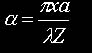 α = πxa / λZ